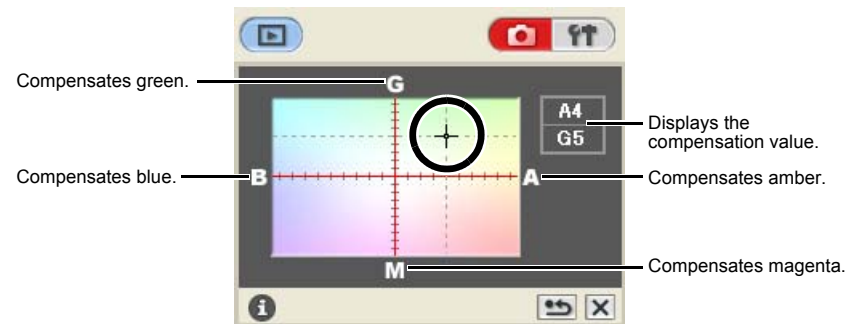 Compensates green.
G
A4
G5
Displays the
compensation value.
Compensates blue.
B
A
Compensates amber.
M
Compensates magenta.